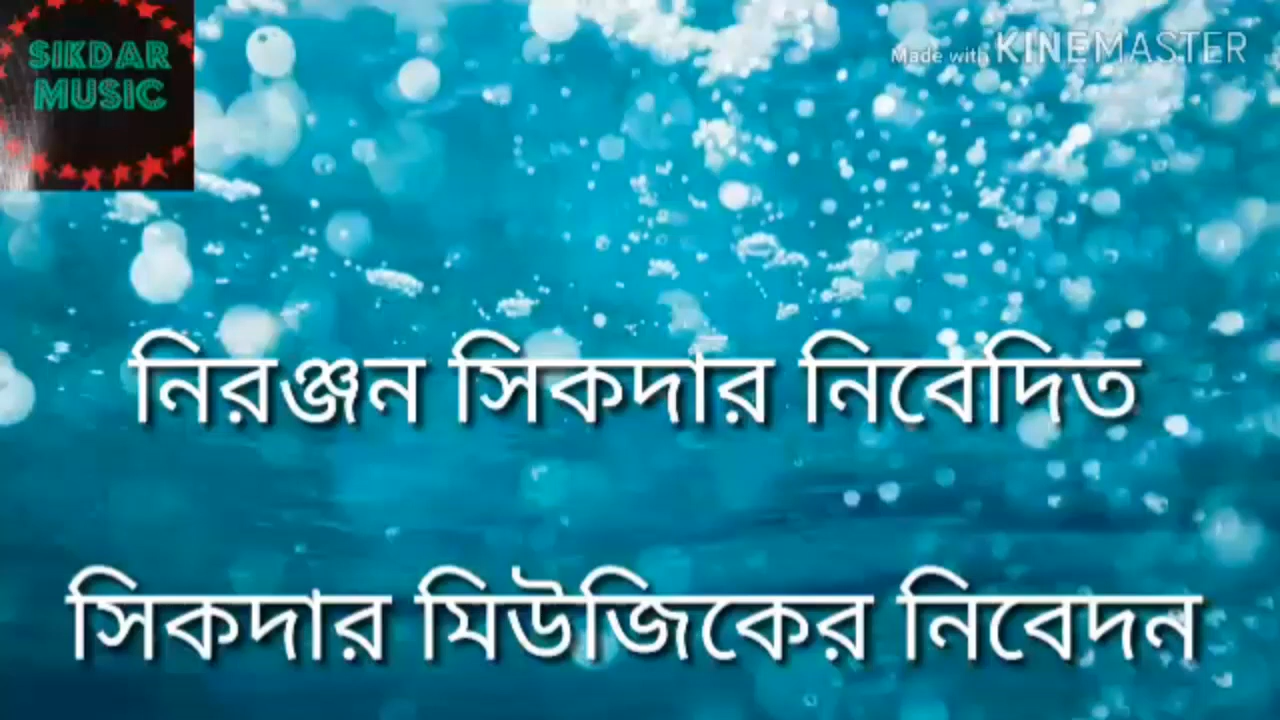 SIKDAR
MUSIC
Made with KINEMASTER
নিরঞ্জন সিকদার নিবেদিত
সিকদার মিউজিকের নিবেদন